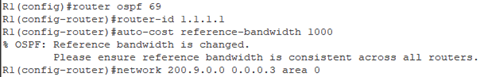 R1(config)#router ospf 69
R1(config-router)#router-id 1.1.1.1
R1(config-router)#auto-cost reference-bandwidth 1000
% OSPF: Reference bandwidth is changed.
Please ensure reference bandwidth is consistent across all routers.
R1(config-router)#network 200.9.0.0 0.0.0.3 area 0